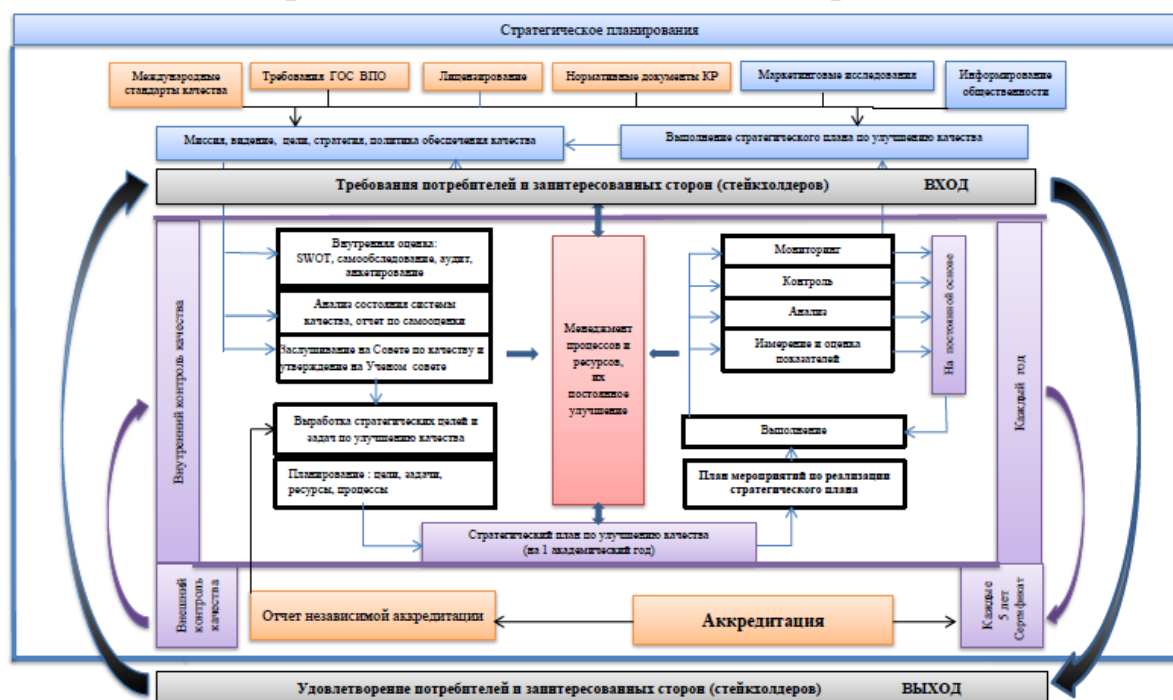 Стратегическое планирования
Международные
стандарты качества
Требования ГОС ВПО
Лицензирование
Нормативные документы КР
Маркетинговые исследования
Информирование
общественности
Миссия, видение, цели, стратегия, политика обеспечения качества
Выполнение стратегического плана по улучшению качества
Требования потребителей и заинтересованных сторон (стейкхолдеров) ВХОД
Внутренний контроль качества
Внутренняя оценка:
SWOT, самообследование, аудит,
анкетирование
Анализ состояния системы
качества, отчет по самооценки
Заслушивание на Совете по качеству и
утверждение на Ученом совете
Выработка стратегических целей и
задач по улучшению качества
Планирование : цели, задачи,
ресурсы, процессы
Менеджмент
процессов и
ресурсов,
их
постоянное
улучшение
Мониторинг
Контроль
Анализ
Измерение и оценка
показателей
На постоянной основе
Каждый год
Выполнение
План мероприятий по реализации
стратегического плана
Стратегический план по улучшению качества
(на 1 академический год)
Внешний
контроль
качества
Отчет независимой аккредитации
Аккредитация
Каждые
5 лет
Сертификат
Удовлетворение потребителей и заинтересованных сторон (стейкхолдеров) ВЫХОД